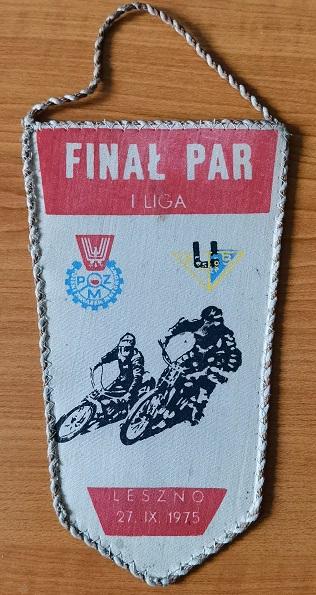 FINAŁ PAR
I LIGA
PZM
LESZNO
27. IX. 1975